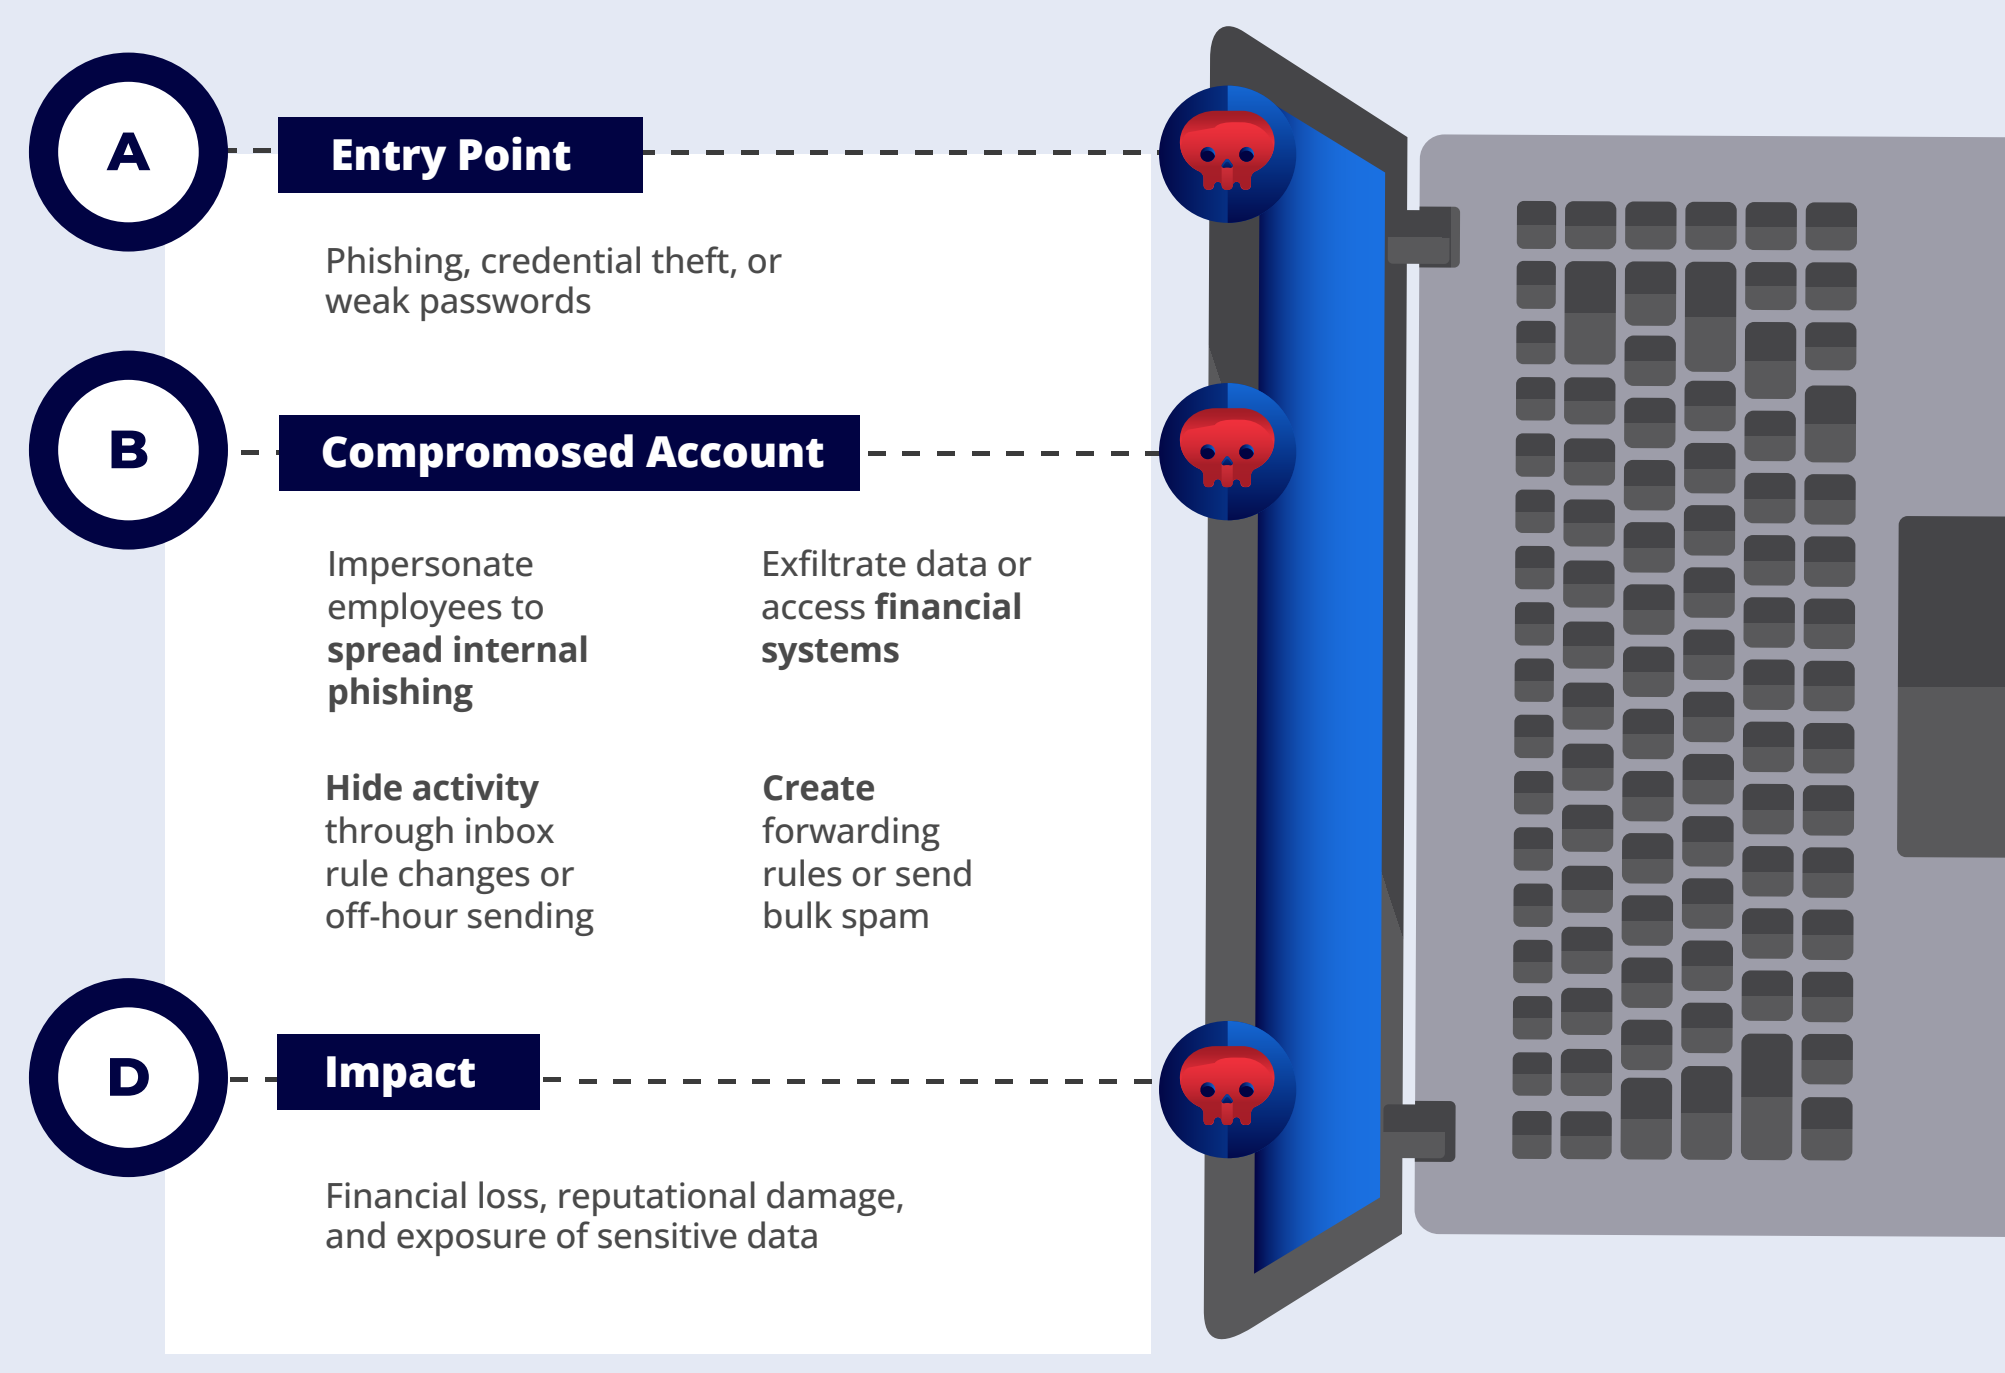 A
Entry Point
Phishing, credential theft, or
weak passwords
B
Compromosed Account
Impersonate
employees to
spread internal
phishing
Exfiltrate data or
access financial
systems
Hide activity
through inbox
rule changes or
off-hour sending
Create
forwarding
rules or send
bulk spam
D
Impact
Financial loss, reputational damage,
and exposure of sensitive data